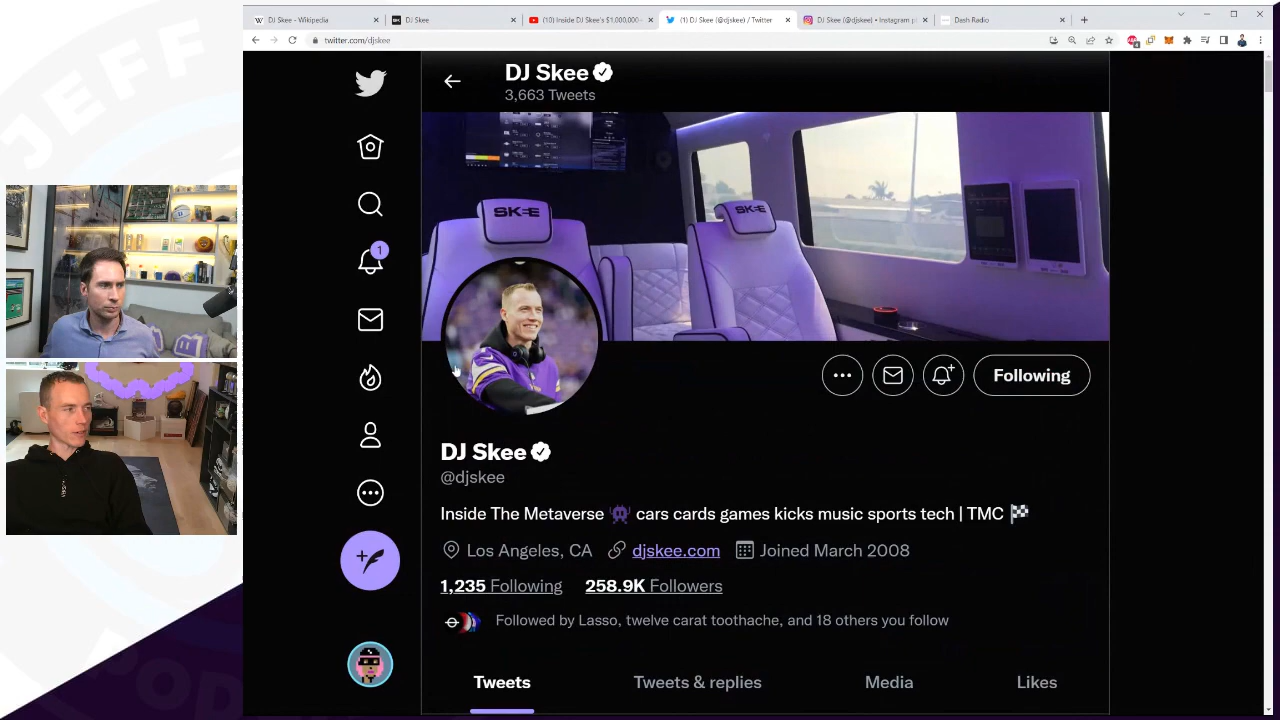 JEFF
DJ Skee - Wikipedia
DJ Skee
(10) Inside DJ Skee's $1,000,000
(1) DJ Skee (@djskee) / Twitter
DJ Skee (@djskee) • Instagram p
Dash Radio
twitter.com/djskee
DJ Skee
3,663 Tweets
SKEE
SKEE
1
Following
DJ Skee
@djskee
Inside The Metaverse 👾 cars cards games kicks music sports tech | TMC 🏁
Los Angeles, CA djskee.com Joined March 2008
1,235 Following 258.9K Followers
Followed by Lasso, twelve carat toothache, and 18 others you follow
Tweets Tweets & replies Media Likes